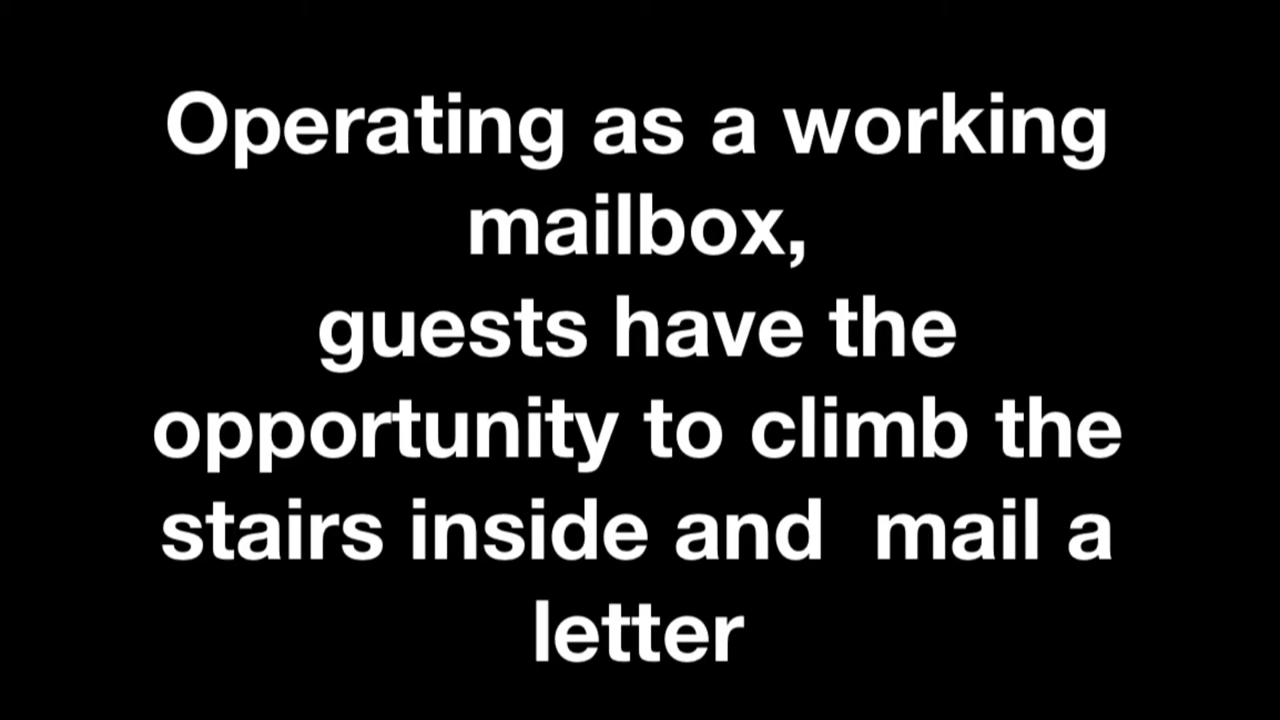 Operating as a working
mailbox,
guests have the
opportunity to climb the
stairs inside and  mail a
letter